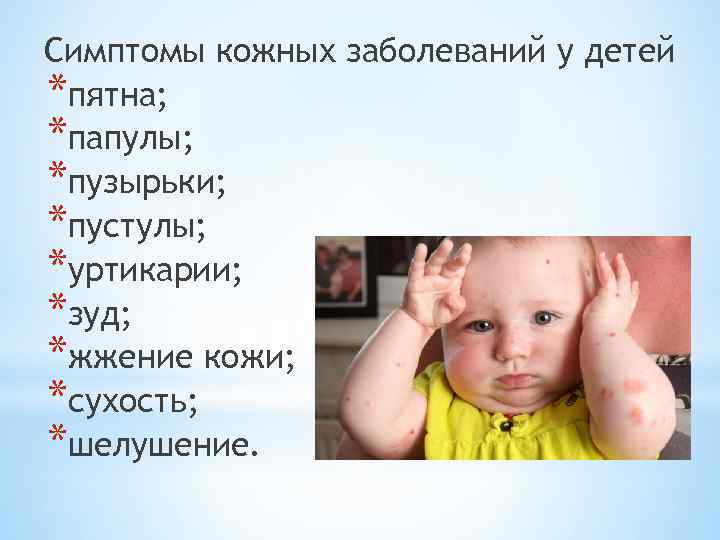 Симптомы кожных заболеваний у детей
*пятна;
*папулы;
*пузырьки;
*пустулы;
*уртикарии;
*зуд;
*жжение кожи;
*сухость;
*шелушение.